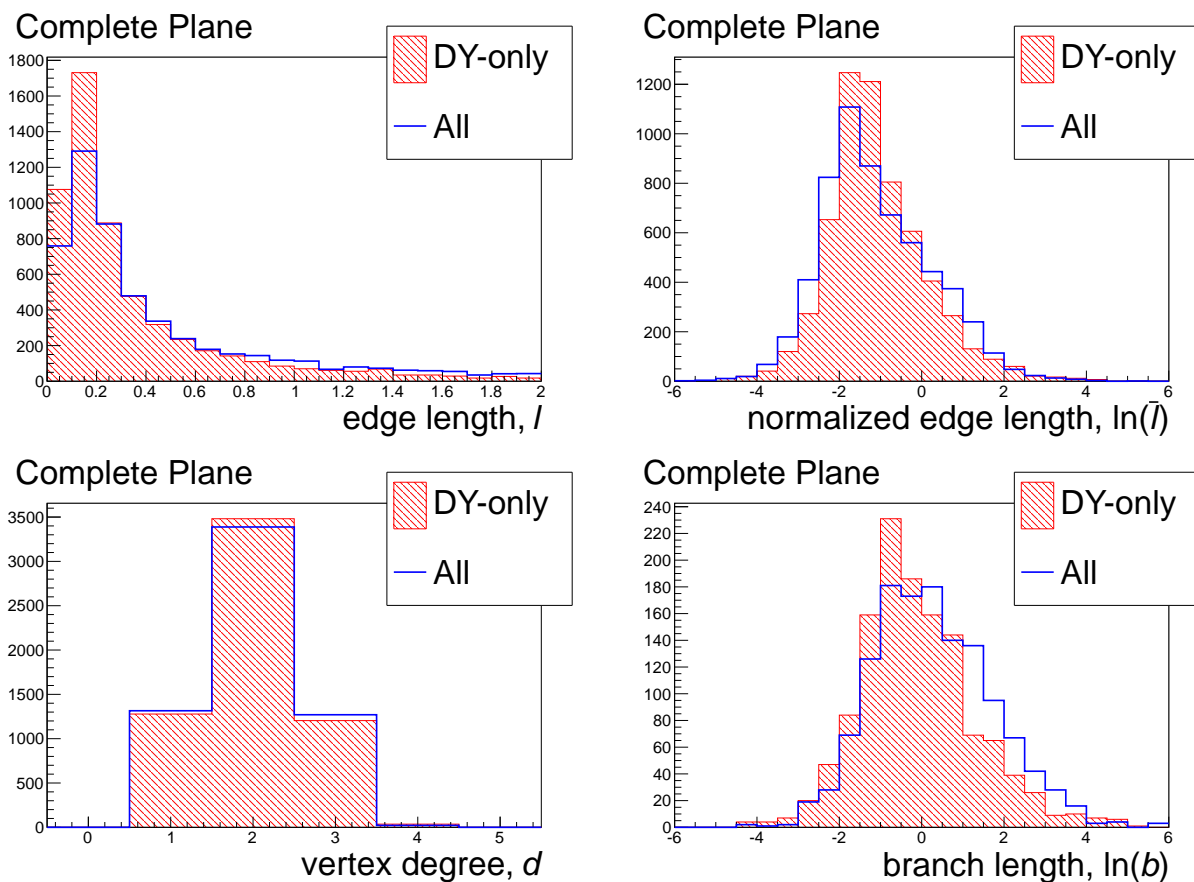 Complete Plane
DY-only
All
1800
1600
1400
1200
1000
800
600
400
200
0
0 0.2 0.4 0.6 0.8 1 1.2 1.4 1.6 1.8 2
edge length, l
Complete Plane
DY-only
All
1200
1000
800
600
400
200
0
-6 -4 -2 0 2 4 6
normalized edge length, ln(l̄)
Complete Plane
DY-only
All
3500
3000
2500
2000
1500
1000
500
0
0 1 2 3 4 5
vertex degree, d
Complete Plane
DY-only
All
240
220
200
180
160
140
120
100
80
60
40
20
0
-6 -4 -2 0 2 4 6
branch length, ln(b)